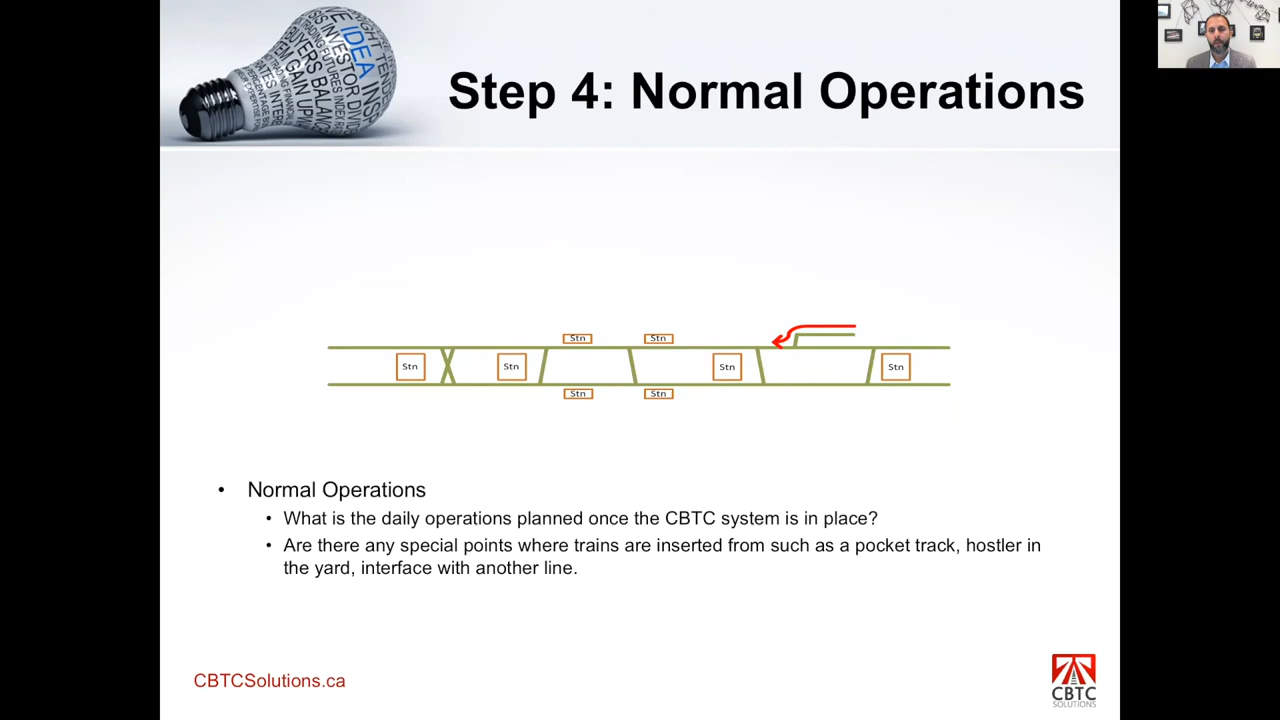 Step 4: Normal Operations
IDEA
Stn Stn
Stn Stn Stn Stn
Stn Stn
• Normal Operations
• What is the daily operations planned once the CBTC system is in place?
• Are there any special points where trains are inserted from such as a pocket track, hostler in
the yard, interface with another line.
CBTCSolutions.ca
CBTC
SOLUTIONS